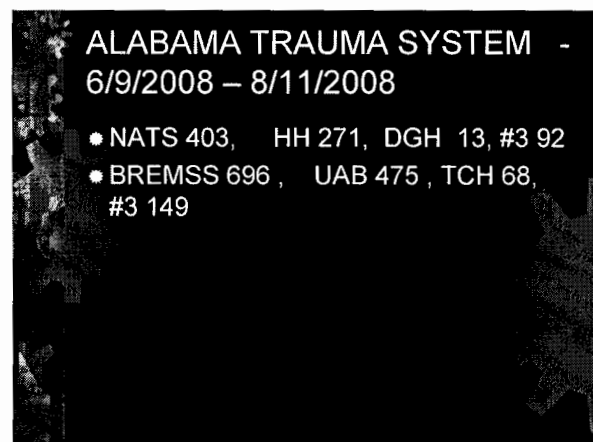 ALABAMA TRAUMA SYSTEM -
6/9/2008 – 8/11/2008
NATS 403, HH 271, DGH 13, #3 92
BREMSS 696 , UAB 475 , TCH 68,
#3 149